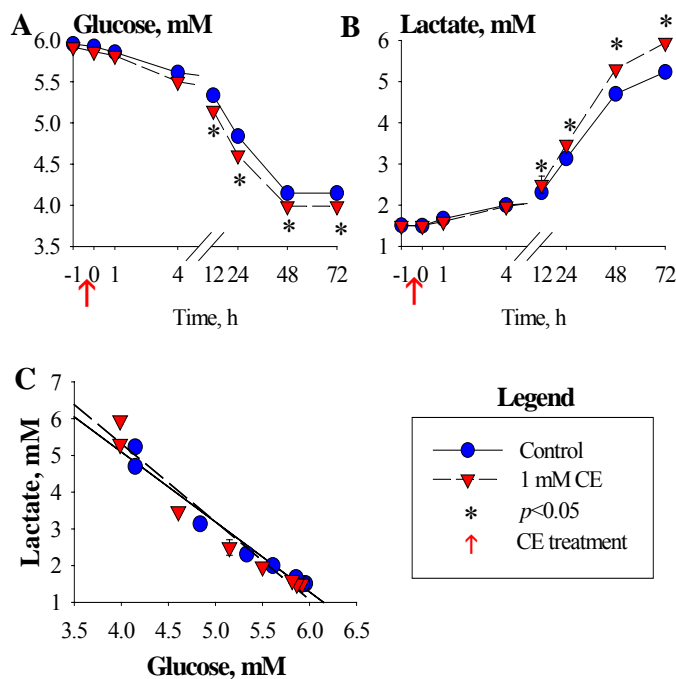 A Glucose, mM
6.0
5.5
5.0
4.5
4.0
3.5
* * * *
-1 0 1 4 12 24 48 72
Time, h
B Lactate, mM
6
5
4
3
2
1
* * * *
-1 0 1 4 12 24 48 72
Time, h
C
Lactate, mM
7
6
5
4
3
2
1
3.5 4.0 4.5 5.0 5.5 6.0 6.5
Glucose, mM
Legend
Control
1 mM CE
* p<0.05
↑ CE treatment